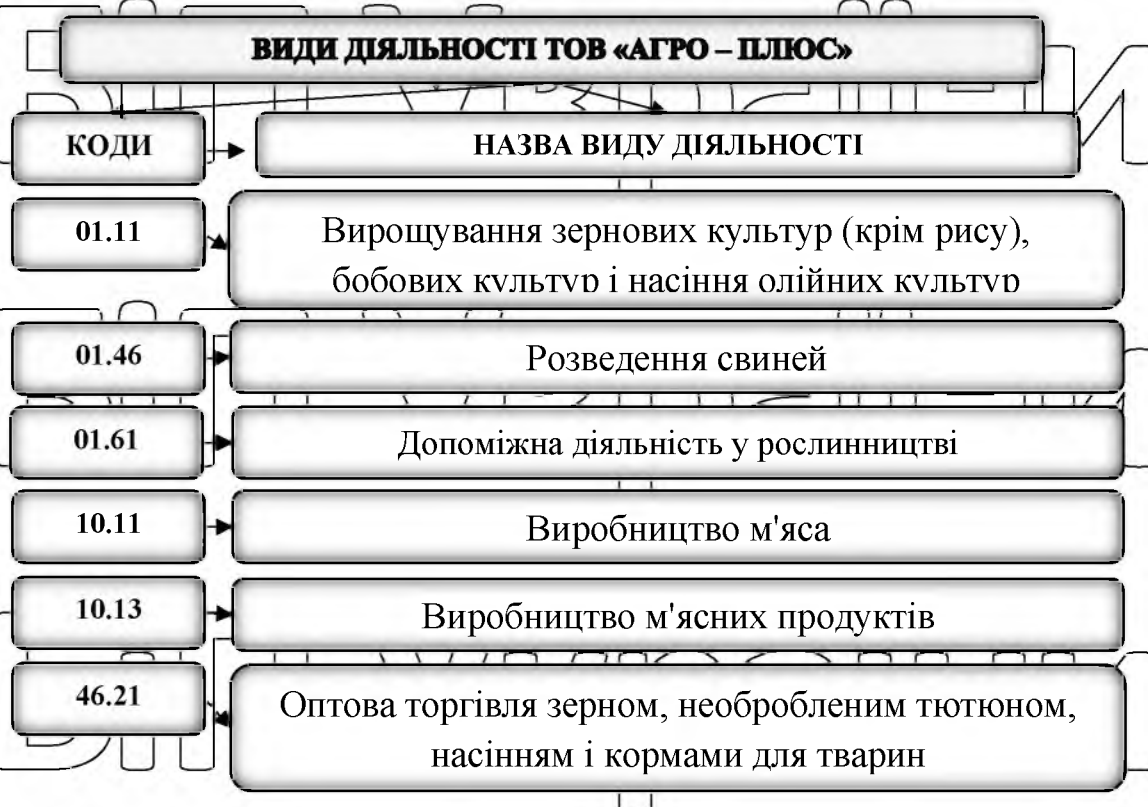 ВИДИ ДІЯЛЬНОСТІ ТОВ «АГРО – ПЛЮС»
КОДИ
НАЗВА ВИДУ ДІЯЛЬНОСТІ
01.11
Вирощування зернових культур (крім рису),
бобових культур і насіння олійних культур
01.46
Розведення свиней
01.61
Допоміжна діяльність у рослинництві
10.11
Виробництво м'яса
10.13
Виробництво м'ясних продуктів
46.21
Оптова торгівля зерном, необробленим тютюном,
насінням і кормами для тварин